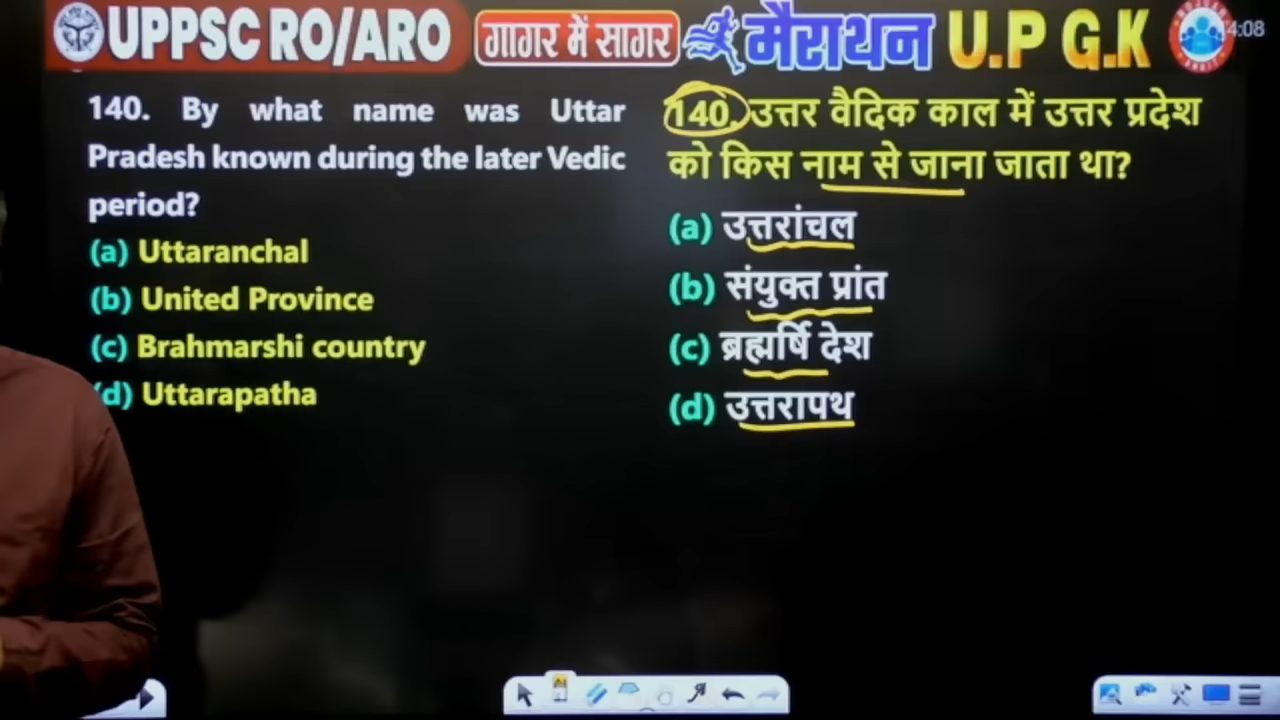 UPPSC RO/ARO गागर में सागर मैराथन U.P G.K 4:08
140. By what name was Uttar
Pradesh known during the later Vedic
period?
(a) Uttaranchal
(b) United Province
(c) Brahmarshi country
(d) Uttarapatha
140. उत्तर वैदिक काल में उत्तर प्रदेश
को किस नाम से जाना जाता था?
(a) उत्तरांचल
(b) संयुक्त प्रांत
(c) ब्रह्मर्षि देश
(d) उत्तरापथ